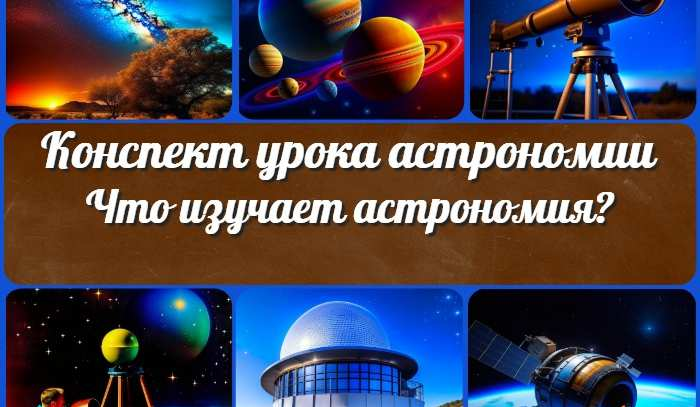 Конспект урока астрономии
Что изучает астрономия?